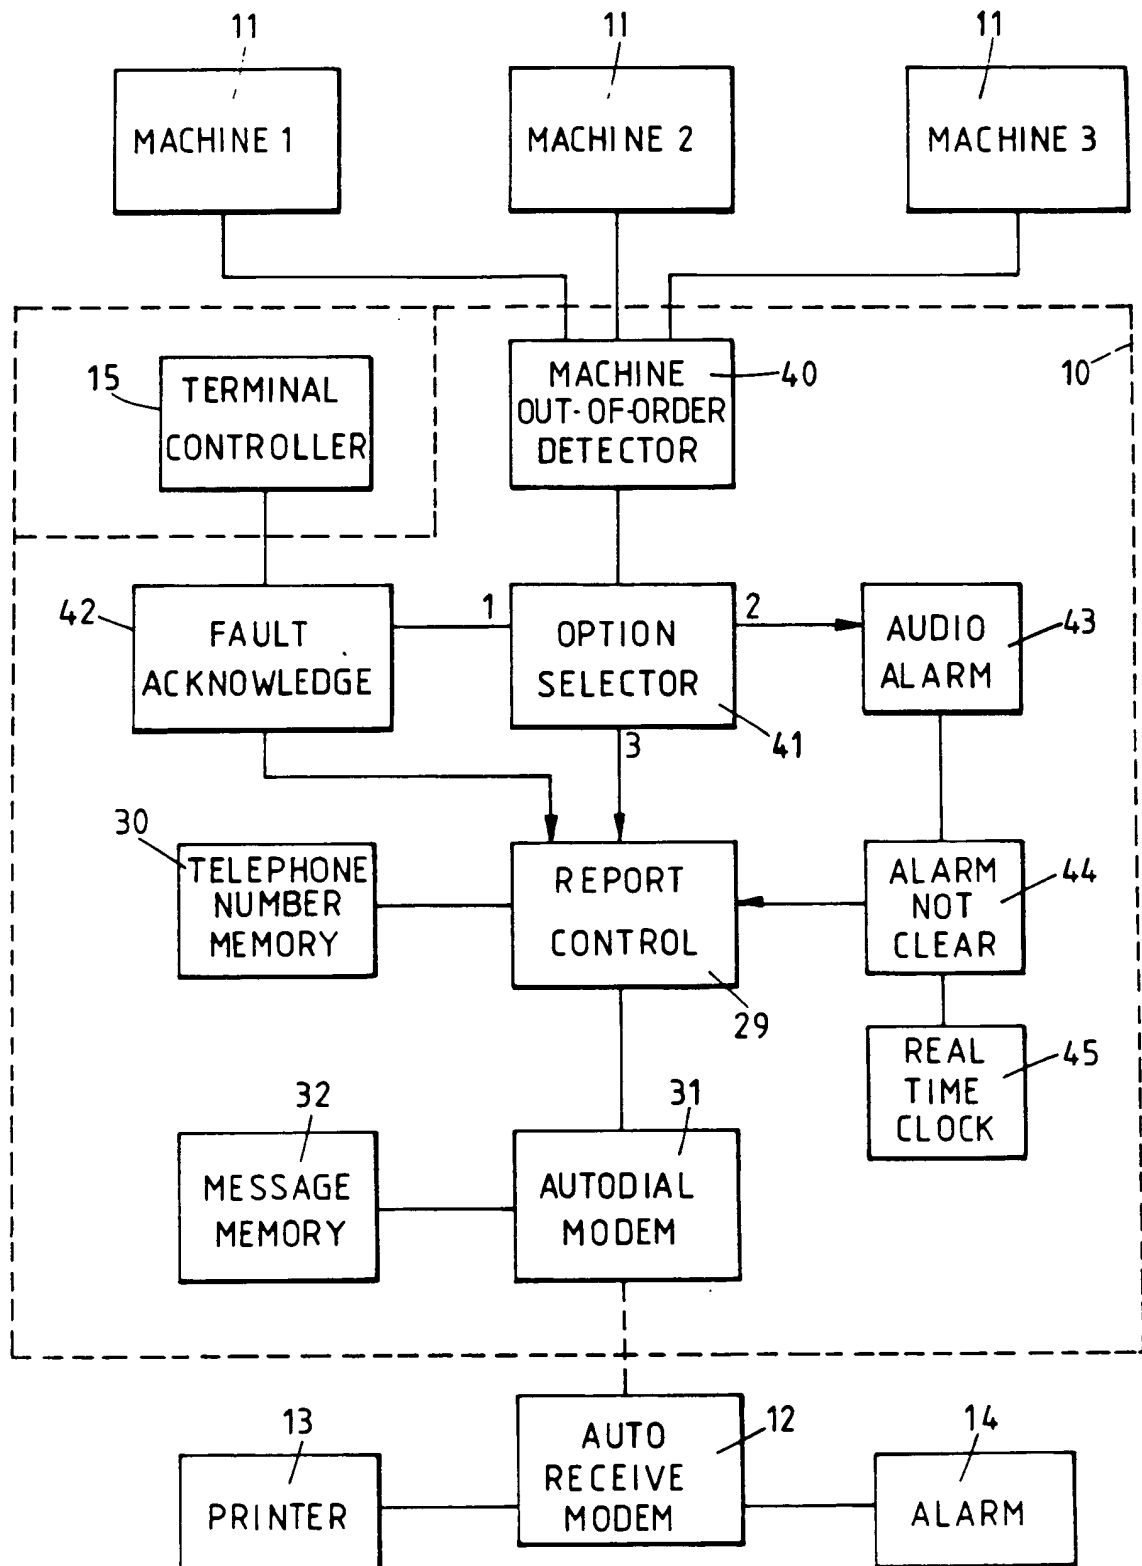 11
11
11
MACHINE 1
MACHINE 2
MACHINE 3
15
TERMINAL
CONTROLLER
MACHINE
OUT-OF-ORDER
DETECTOR
40
10
42
FAULT
ACKNOWLEDGE
1
OPTION
SELECTOR
2
41
3
AUDIO
ALARM
43
30
TELEPHONE
NUMBER
MEMORY
REPORT
CONTROL
29
ALARM
NOT
CLEAR
44
REAL
TIME
CLOCK
45
32
MESSAGE
MEMORY
31
AUTODIAL
MODEM
13
PRINTER
AUTO
RECEIVE
MODEM
12
14
ALARM